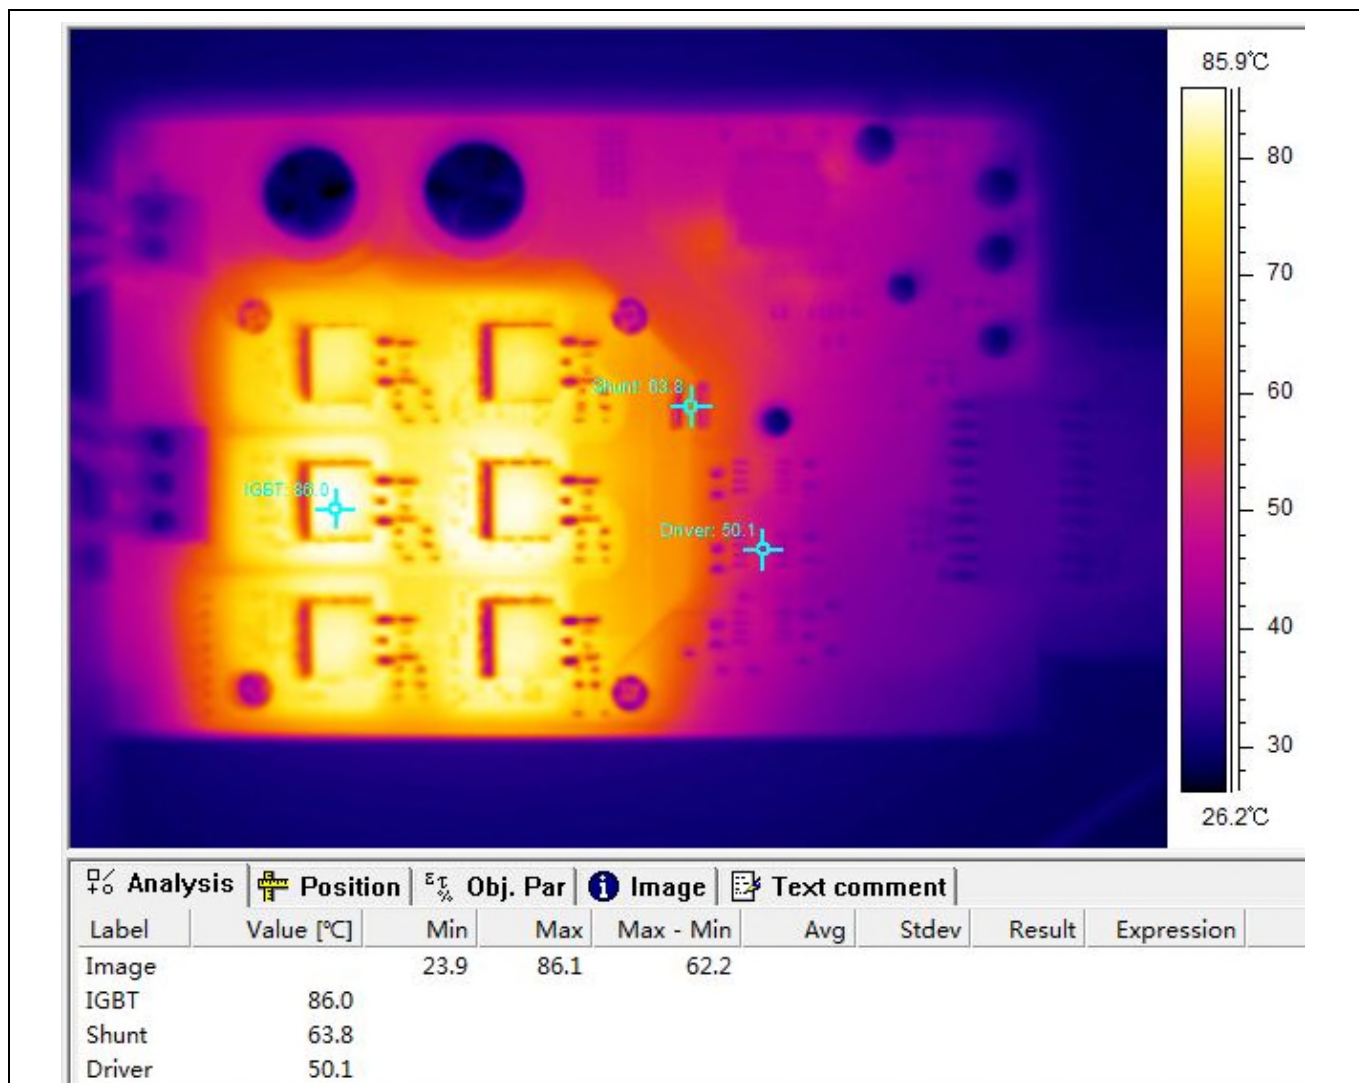 85.9°C
80
70
Shunt: 63.8
60
IGBT: 86.0
50
Driver: 50.1
40
30
26.2°C
Analysis Position Obj. Par Image Text comment
Label Value [°C] Min Max Max - Min Avg Stdev Result Expression
Image 23.9 86.1 62.2
IGBT 86.0
Shunt 63.8
Driver 50.1